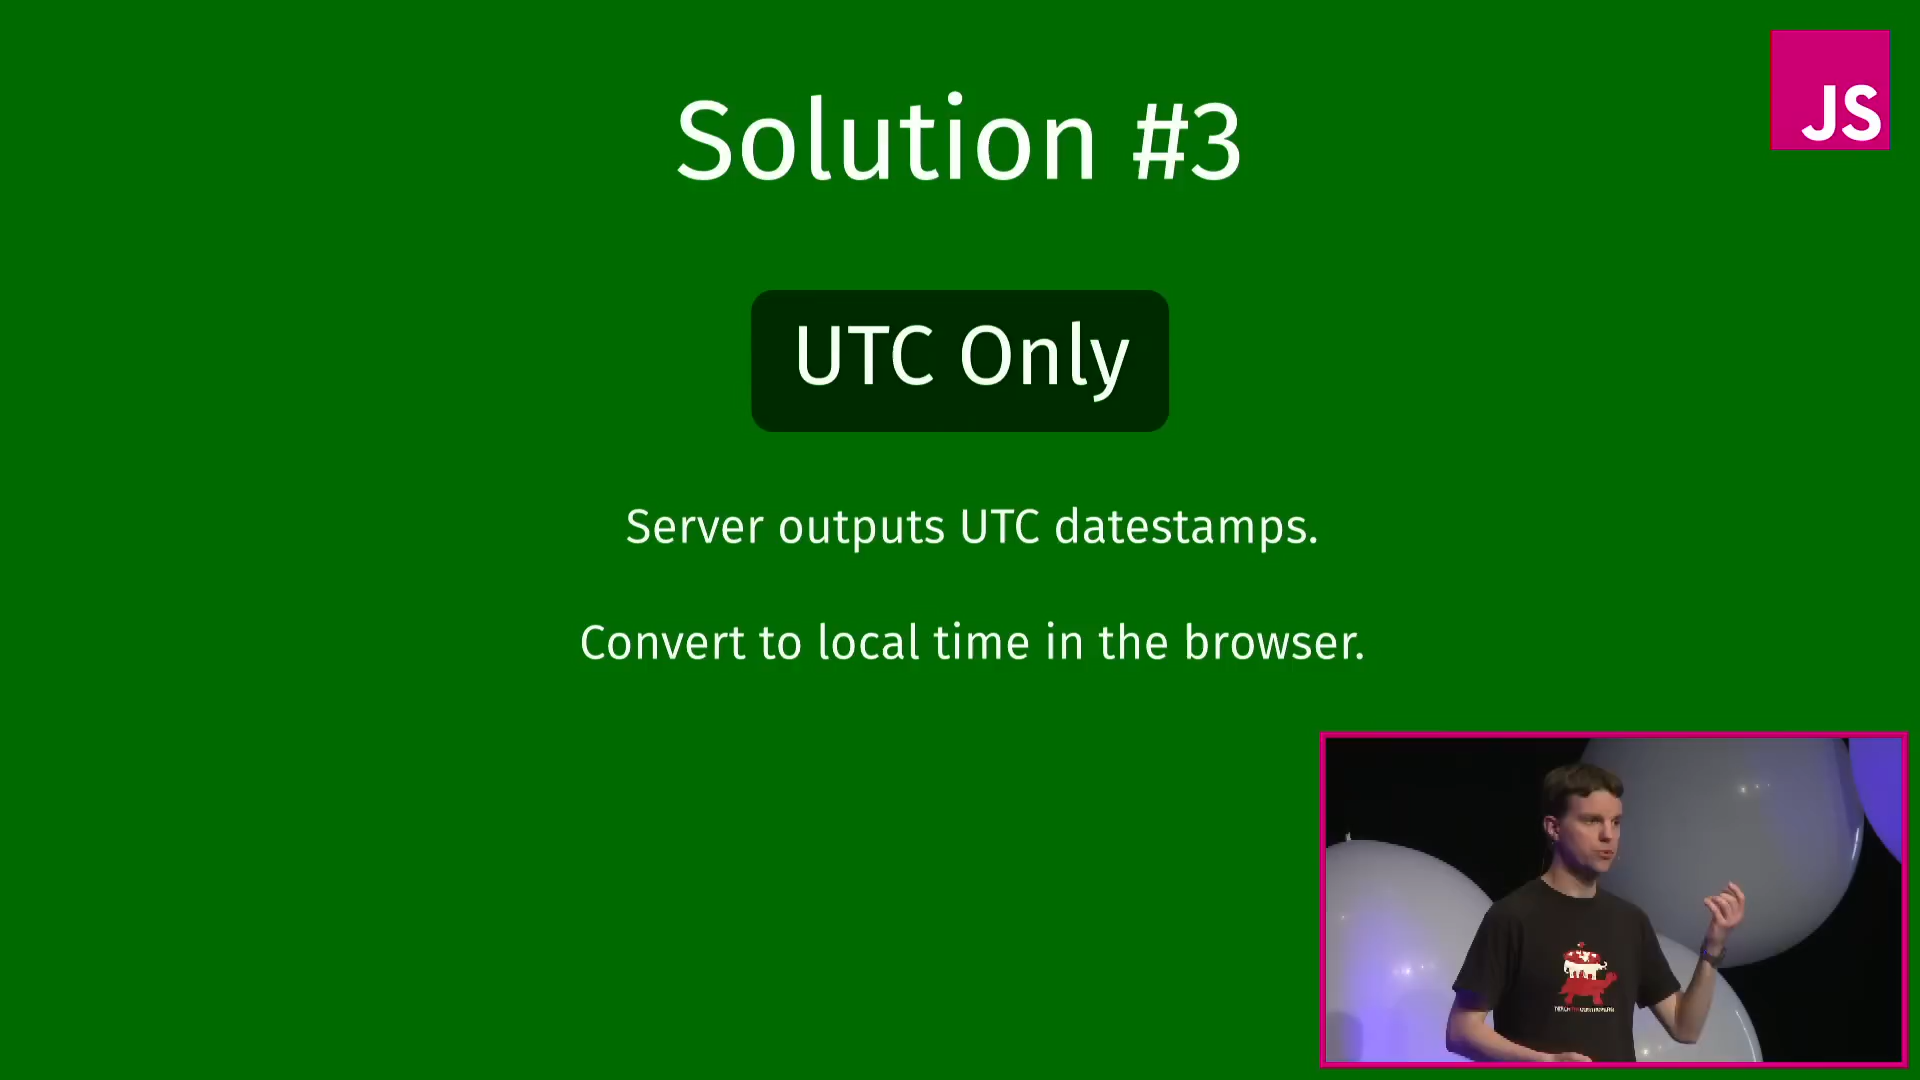 Solution #3
JS
UTC Only
Server outputs UTC datestamps.
Convert to local time in the browser.